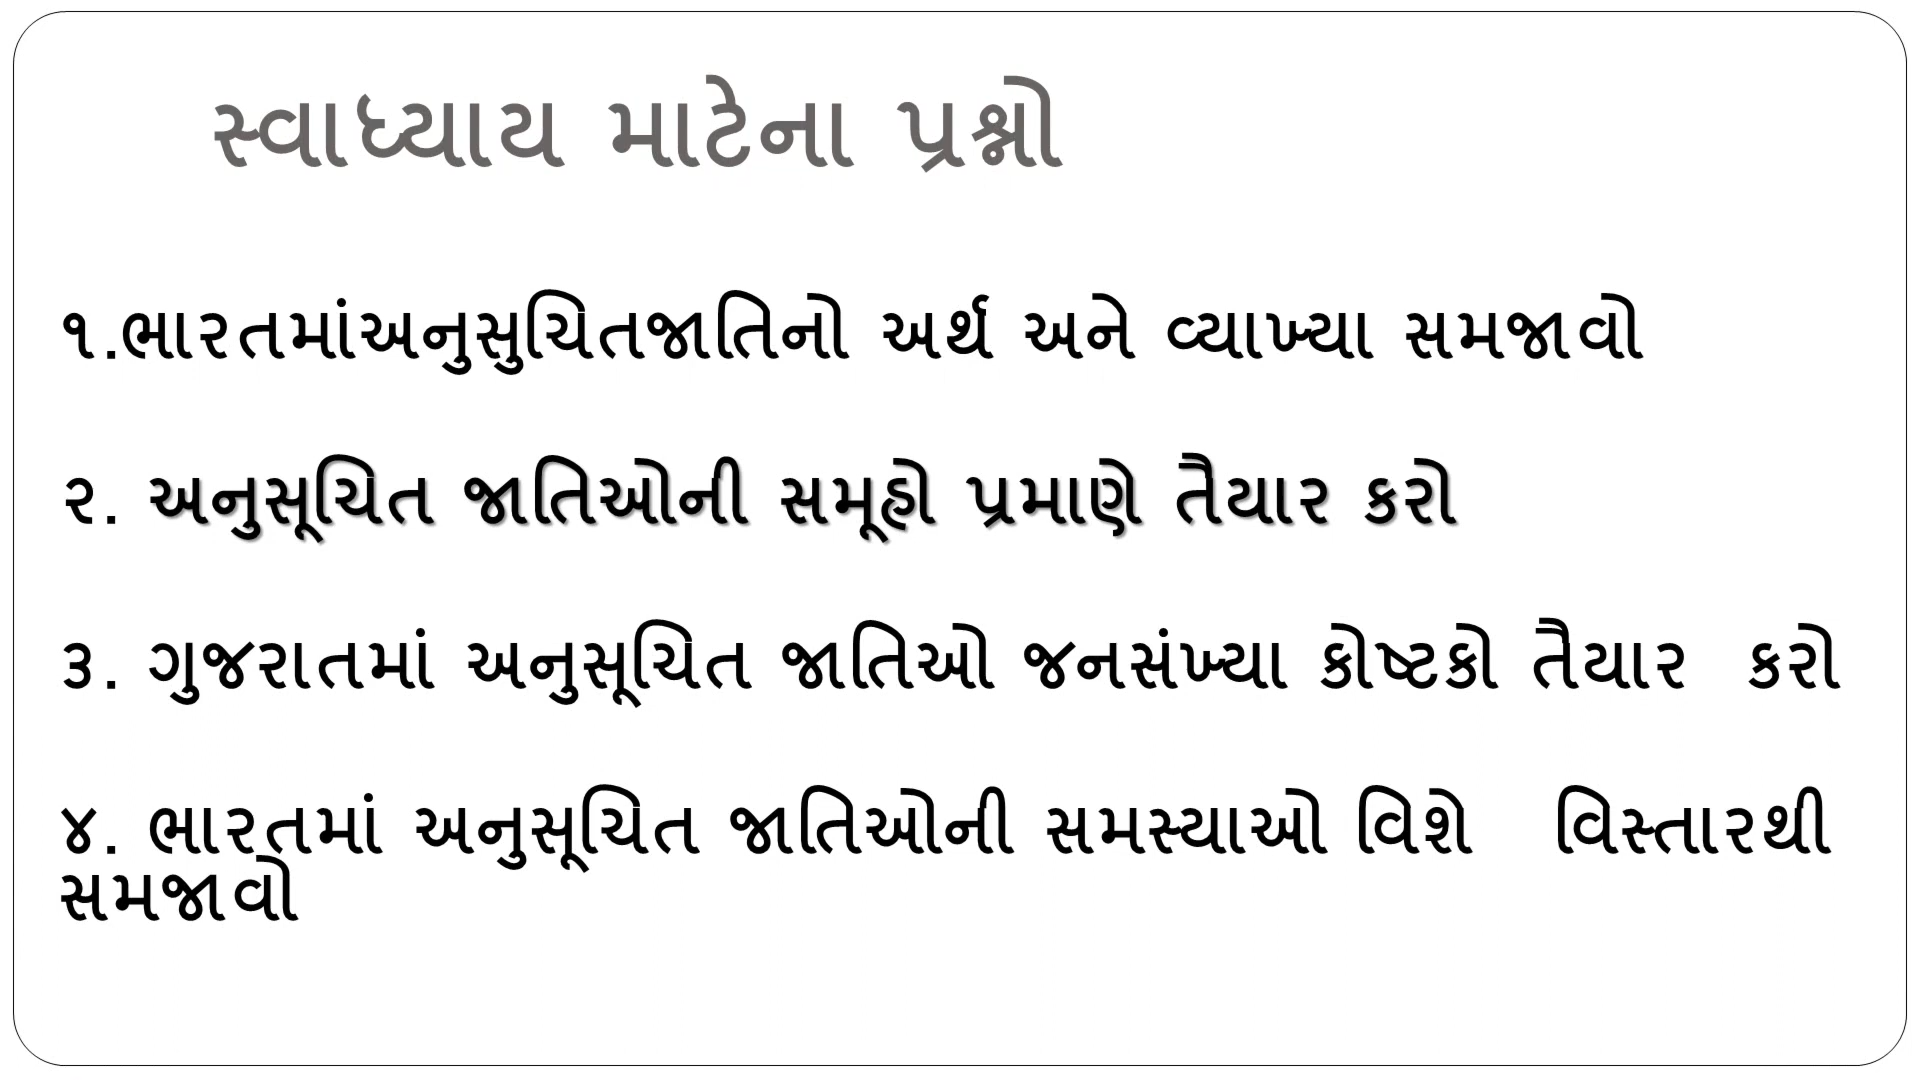 સ્વાધ્યાય માટેના પ્રશ્નો
૧.ભારતમાંઅનુસુચિતજાતિનો અર્થ અને વ્યાખ્યા સમજાવો
૨. અનુસૂચિત જાતિઓની સમૂહો પ્રમાણે તૈયાર કરો
૩. ગુજરાતમાં અનુસૂચિત જાતિઓ જનસંખ્યા કોષ્ટકો તૈયાર કરો
૪. ભારતમાં અનુસૂચિત જાતિઓની સમસ્યાઓ વિશે વિસ્તારથી
સમજાવો